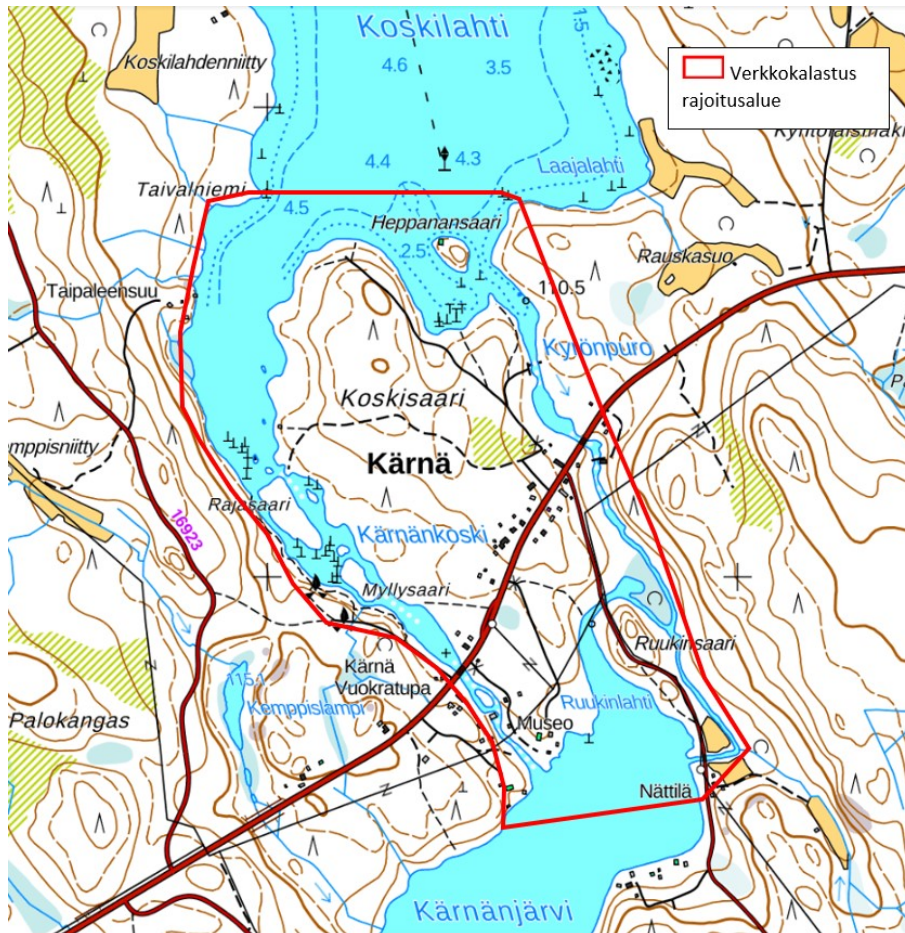 Koskilahti
Koskilahdenniitty
4.6
3.5
1.5
Verkkokalastus
rajoitusalue
4.4
4.3
Laajalahti
Taivalniemi
4.5
Heppanansaari
2.5
Rauskasuo
Taipaleensuu
110.5
Kyrönpuro
Koskisaari
Kärnä
mppisniitty
Rajasaari
16923
Kärnänkoski
Myllysaari
Ruukinsaari
Kärnä
Vuokratupa
115.1
Kemppislampi
Ruukinlahti
Palokangas
Museo
Nättilä
Kärnänjärvi